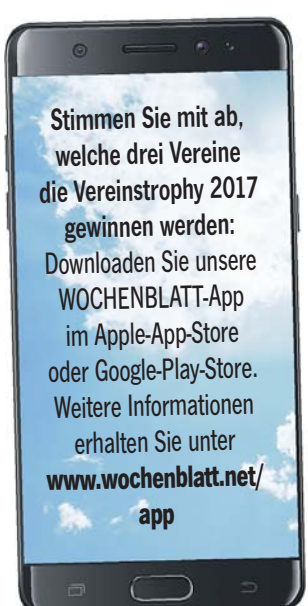 Stimmen Sie mit ab,
welche drei Vereine
die Vereinstrophy 2017
gewinnen werden:
Downloaden Sie unsere
WOCHENBLATT-App
im Apple-App-Store
oder Google-Play-Store.
Weitere Informationen
erhalten Sie unter
www.wochenblatt.net/
app